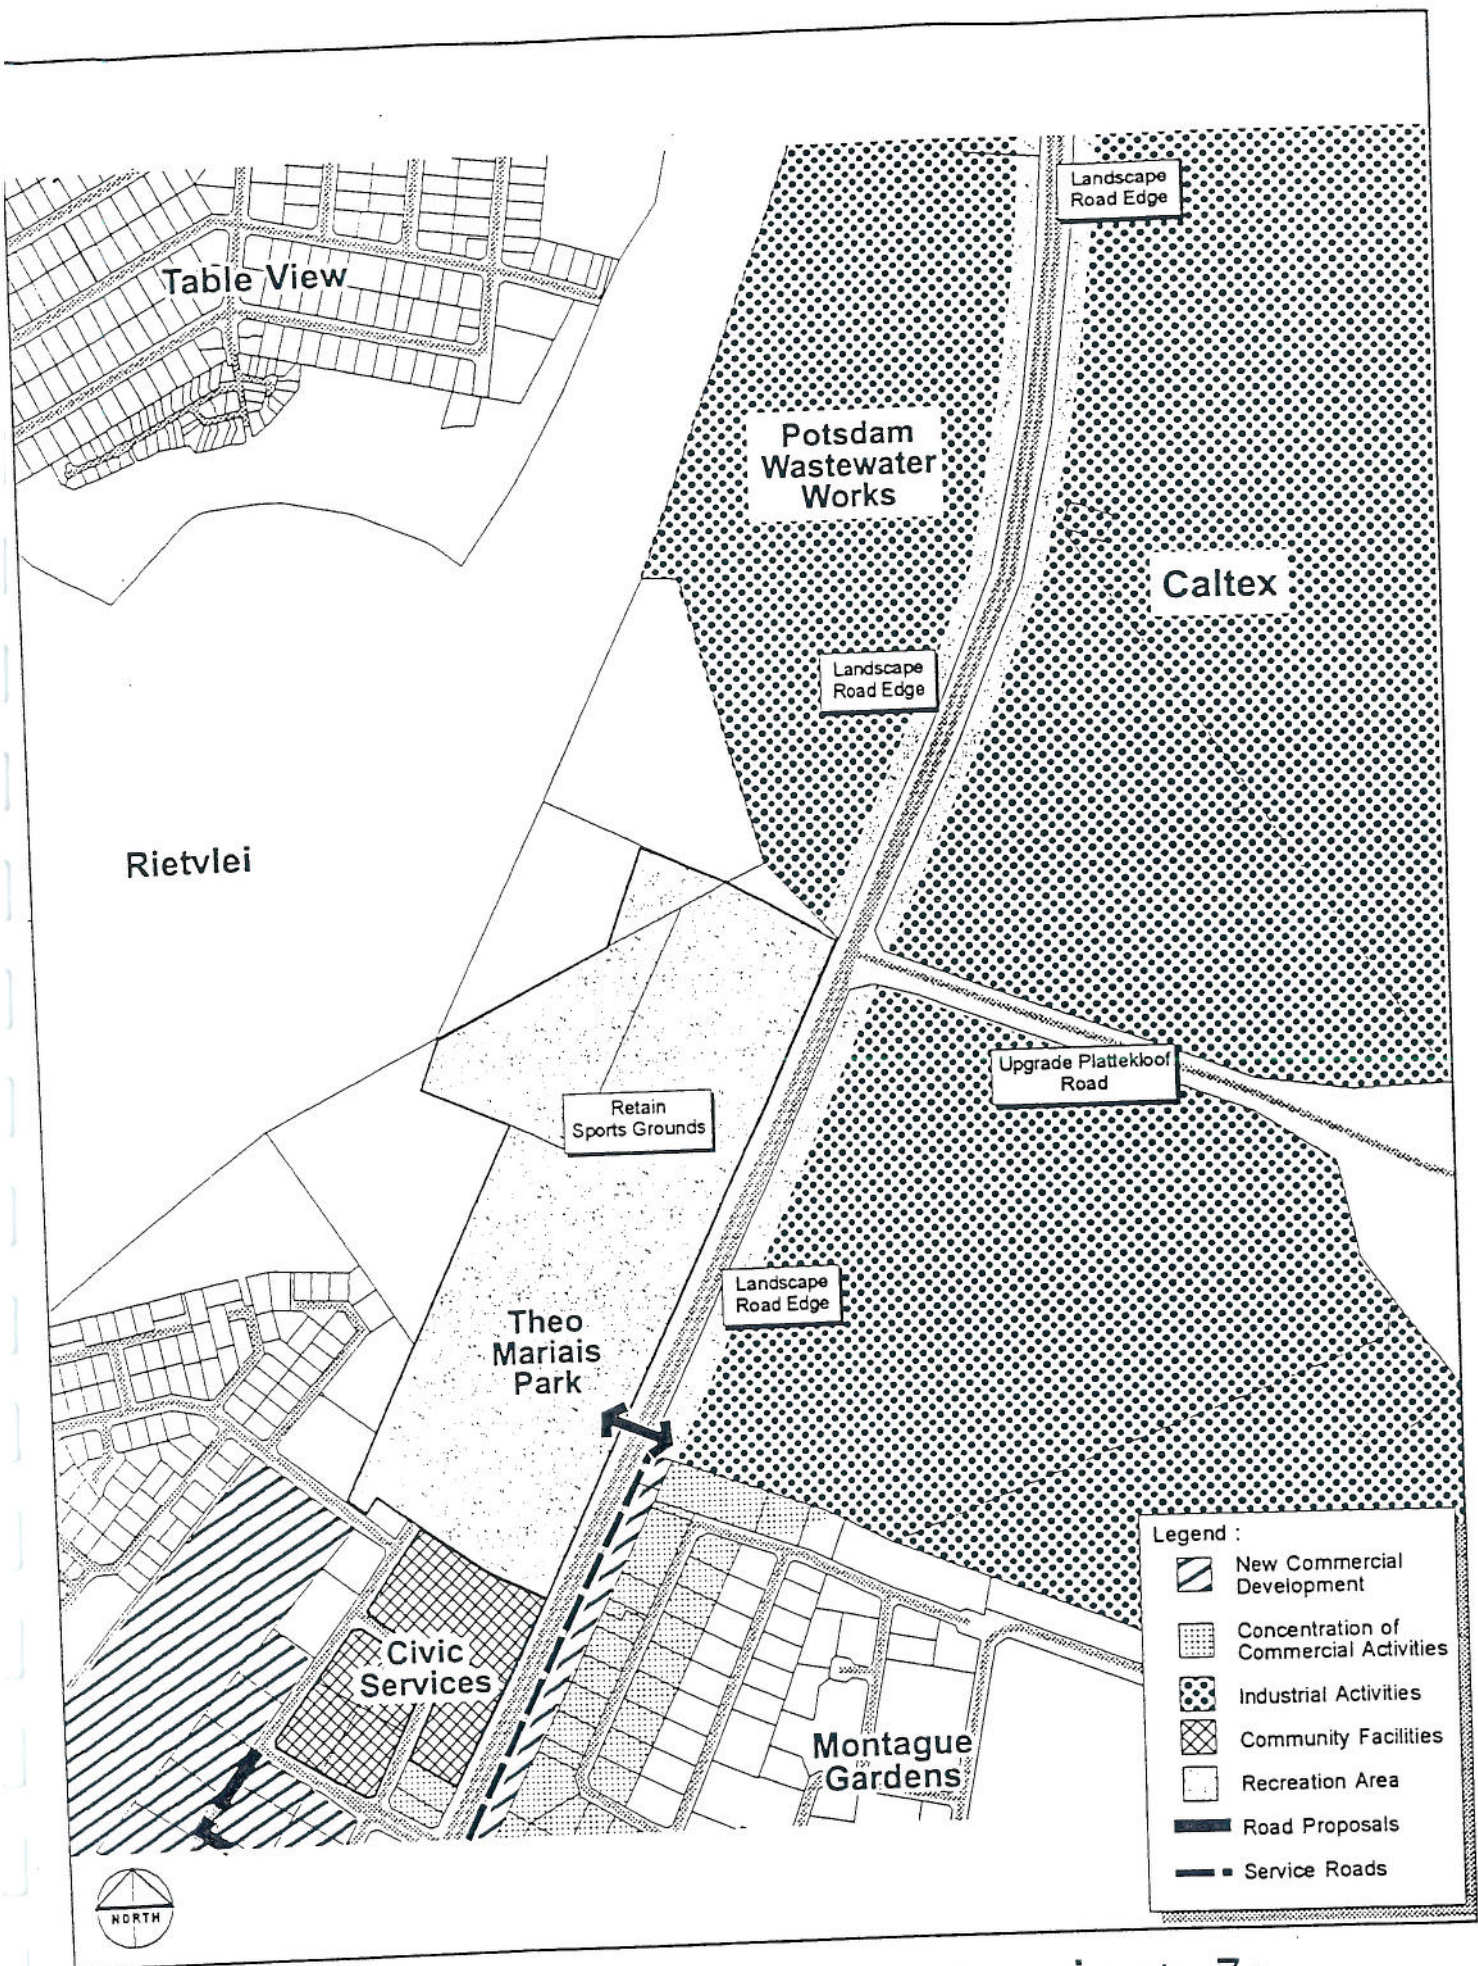 Landscape
Road Edge
Table View
Potsdam
Wastewater
Works
Caltex
Landscape
Road Edge
Rietvlei
Upgrade Plattekloof
Road
Retain
Sports Grounds
Landscape
Road Edge
Theo
Mariais
Park
Civic
Services
Montague
Gardens
Legend :
New Commercial
Development
Concentration of
Commercial Activities
Industrial Activities
Community Facilities
Recreation Area
Road Proposals
Service Roads
NORTH